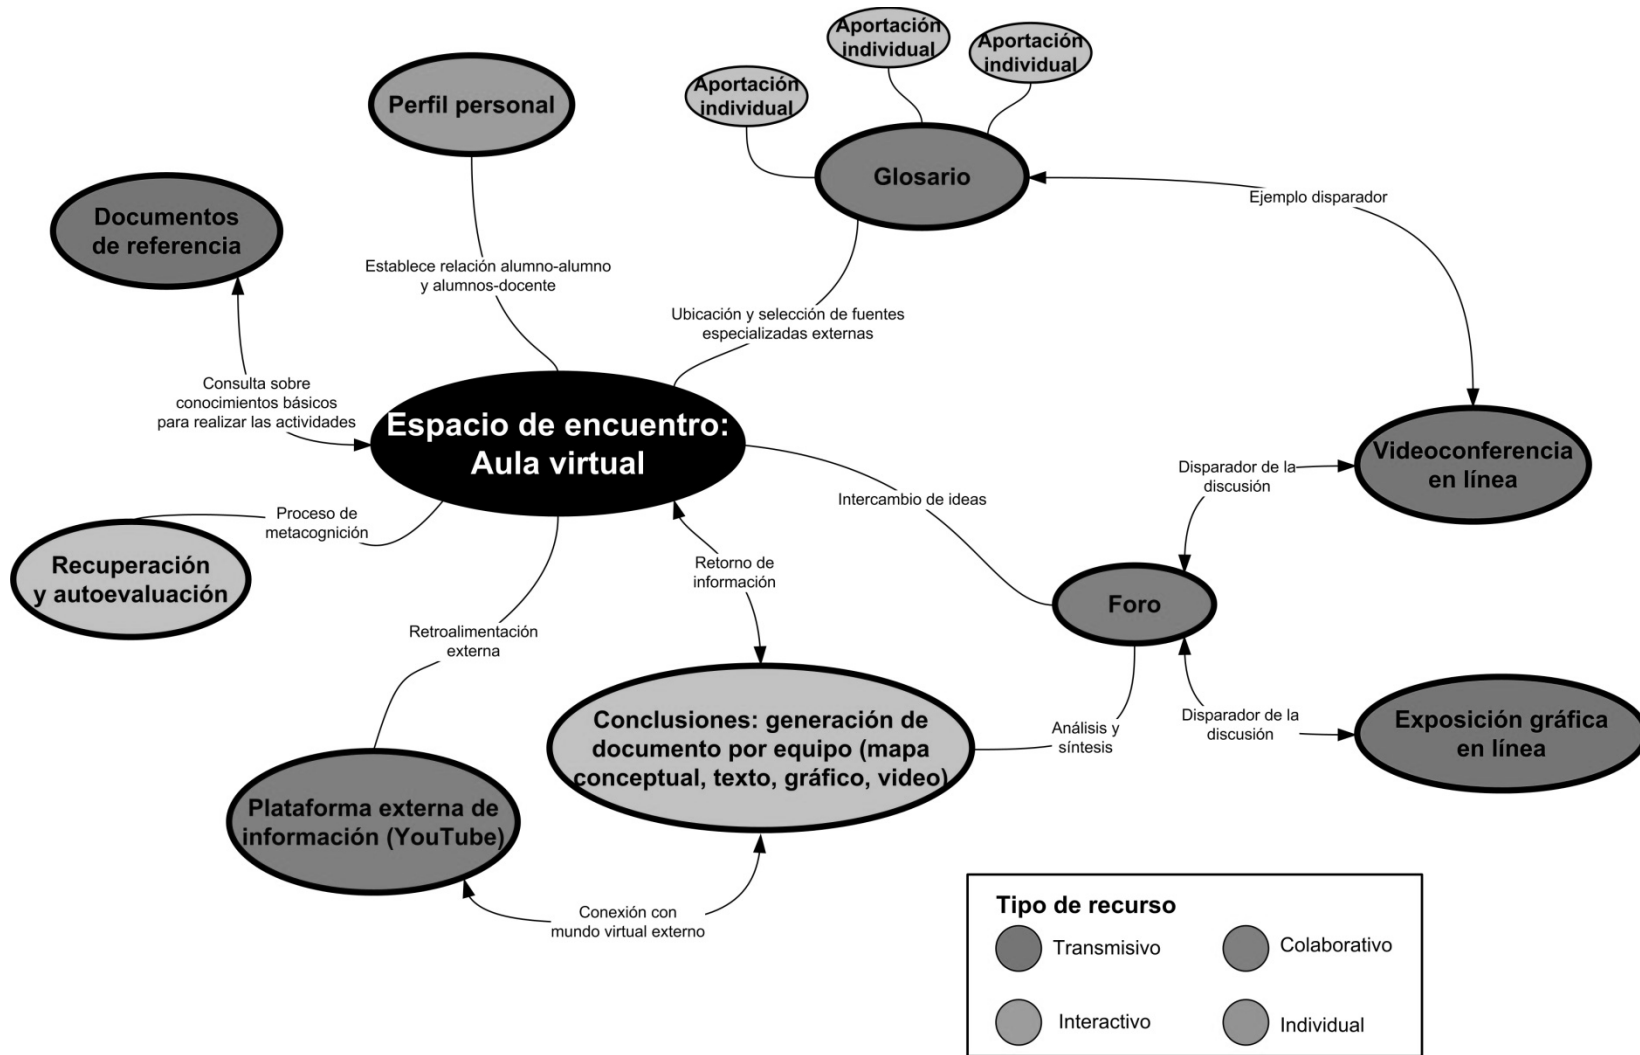 Aportación
individual
Aportación
individual
Aportación
individual
Perfil personal
Glosario
Ejemplo disparador
Documentos
de referencia
Establece relación alumno-alumno
y alumnos-docente
Ubicación y selección de fuentes
especializadas externas
Consulta sobre
conocimientos básicos
para realizar las actividades
Espacio de encuentro:
Aula virtual
Videoconferencia
en línea
Disparador de la
discusión
Intercambio de ideas
Proceso de
metacognición
Recuperación
y autoevaluación
Retorno de
información
Foro
Retroalimentación
externa
Conclusiones: generación de
documento por equipo (mapa
conceptual, texto, gráfico, video)
Análisis y
síntesis
Disparador de la
discusión
Exposición gráfica
en línea
Plataforma externa de
información (YouTube)
Conexión con
mundo virtual externo
Tipo de recurso
Transmisivo
Colaborativo
Interactivo
Individual